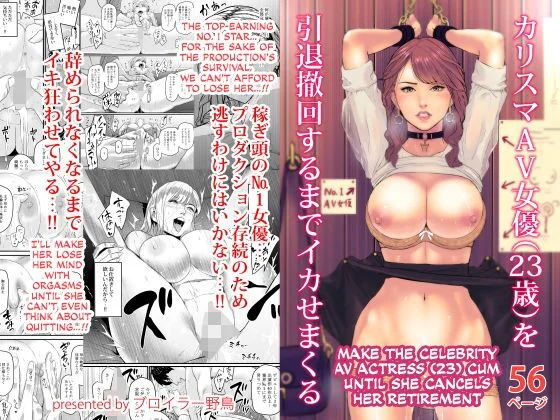 カリスマAV女優(23歳)を
引退撤回するまでイカせまくる
No.1
AV女優
MAKE THE CELEBRITY
AV ACTRESS (23) CUM
UNTIL SHE CANCELS
HER RETIREMENT
56
ページ
THE TOP-EARNING
NO. 1 STAR...
FOR THE SAKE OF
THE PRODUCTION'S
SURVIVAL,
WE CAN'T AFFORD
TO LOSE HER...!!
稼ぎ頭の№1女優…
プロダクション存続のため
逃すわけにはいかない…!!
辞められなくなるまで
イキ狂わせてやる…!!
I'LL MAKE
HER LOSE
HER MIND
WITH
ORGASMS
UNTIL SHE
CAN'T EVEN
THINK ABOUT
QUITTING...!!
presented by ブロイラー野鳥